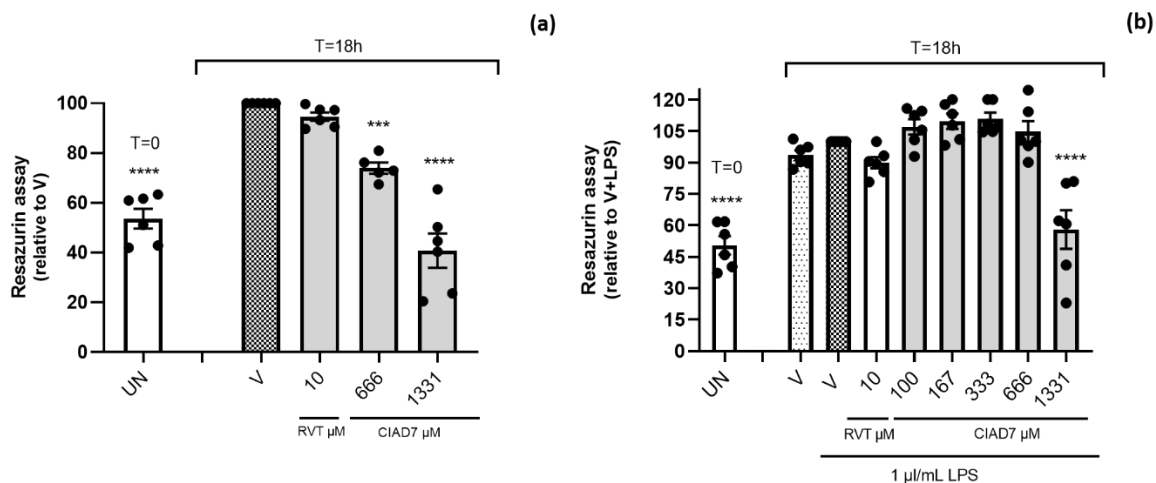 (a)
T=18h
Resazurin assay
(relative to V)
100
80
60
40
20
0
T=0
****
***
****
UN
V
10
666
1331
RVT µM
CIAD7 µM
(b)
T=18h
Resazurin assay
(relative to V+LPS)
120
105
90
75
60
45
30
15
0
T=0
****
****
UN
V
V
10
100
167
333
666
1331
RVT µM
CIAD7 µM
1 µl/mL LPS